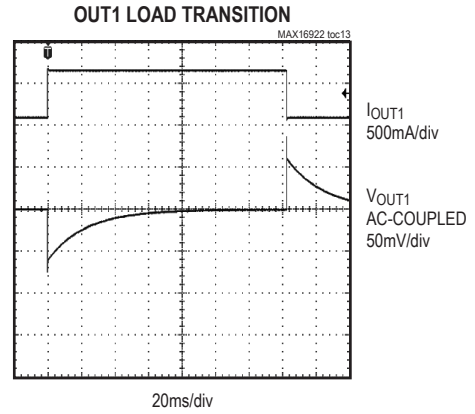 OUT1 LOAD TRANSITION
MAX16922 toc13
T
IOUT1
500mA/div
VOUT1
AC-COUPLED
50mV/div
20ms/div